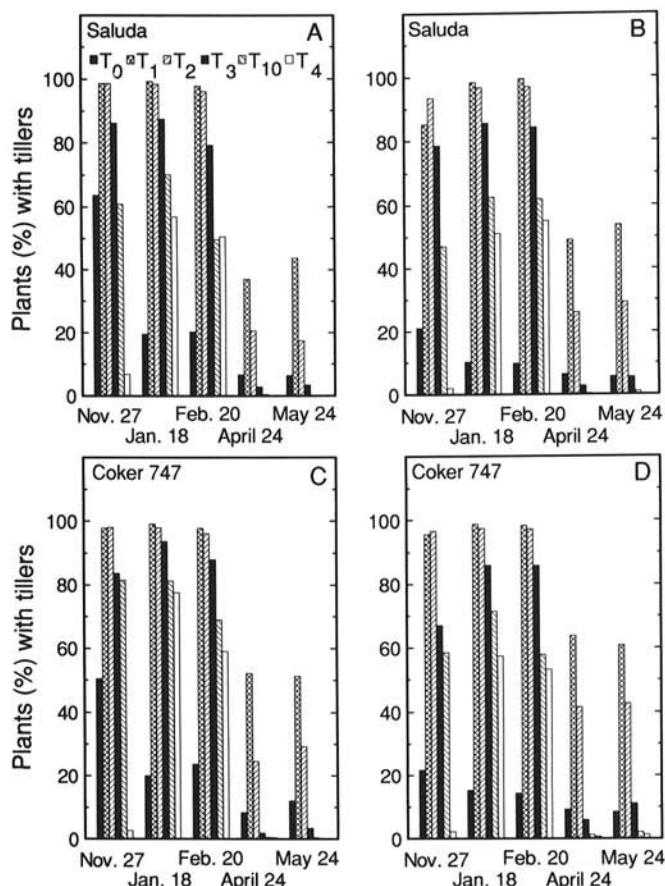 Saluda A
T0 T1 T2 T3 T10 T4
Plants (%) with tillers
100
80
60
40
20
0
Nov. 27 Feb. 20 May 24
Jan. 18 April 24
Saluda B
100
80
60
40
20
0
Nov. 27 Feb. 20 May 24
Jan. 18 April 24
Coker 747 C
Plants (%) with tillers
100
80
60
40
20
0
Nov. 27 Feb. 20 May 24
Jan. 18 April 24
Coker 747 D
100
80
60
40
20
0
Nov. 27 Feb. 20 May 24
Jan. 18 April 24